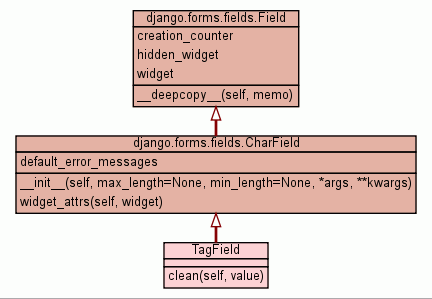 django.forms.fields.Field
creation_counter
hidden_widget
widget
__deepcopy__(self, memo)
django.forms.fields.CharField
default_error_messages
__init__(self, max_length=None, min_length=None, *args, **kwargs)
widget_attrs(self, widget)
TagField
clean(self, value)